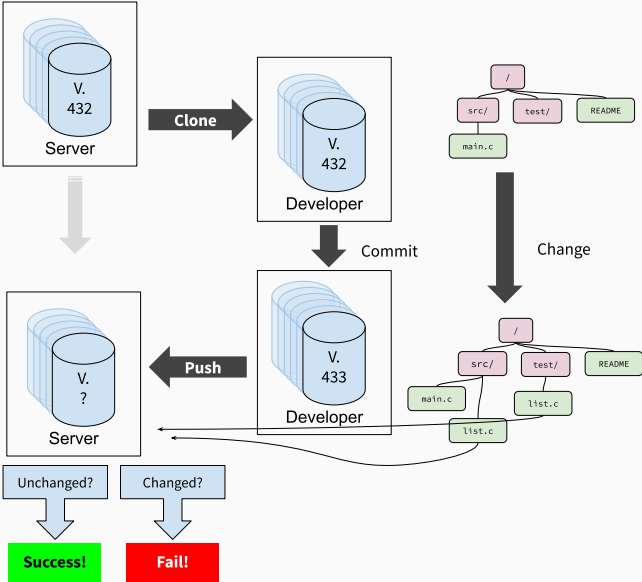 V.
432
Server
Clone
V.
432
Developer
/
src/
test/
README
main.c
Commit
Change
V.
?
Server
Push
V.
433
Developer
/
src/
test/
README
main.c
list.c
list.c
Unchanged?
Changed?
Success!
Fail!